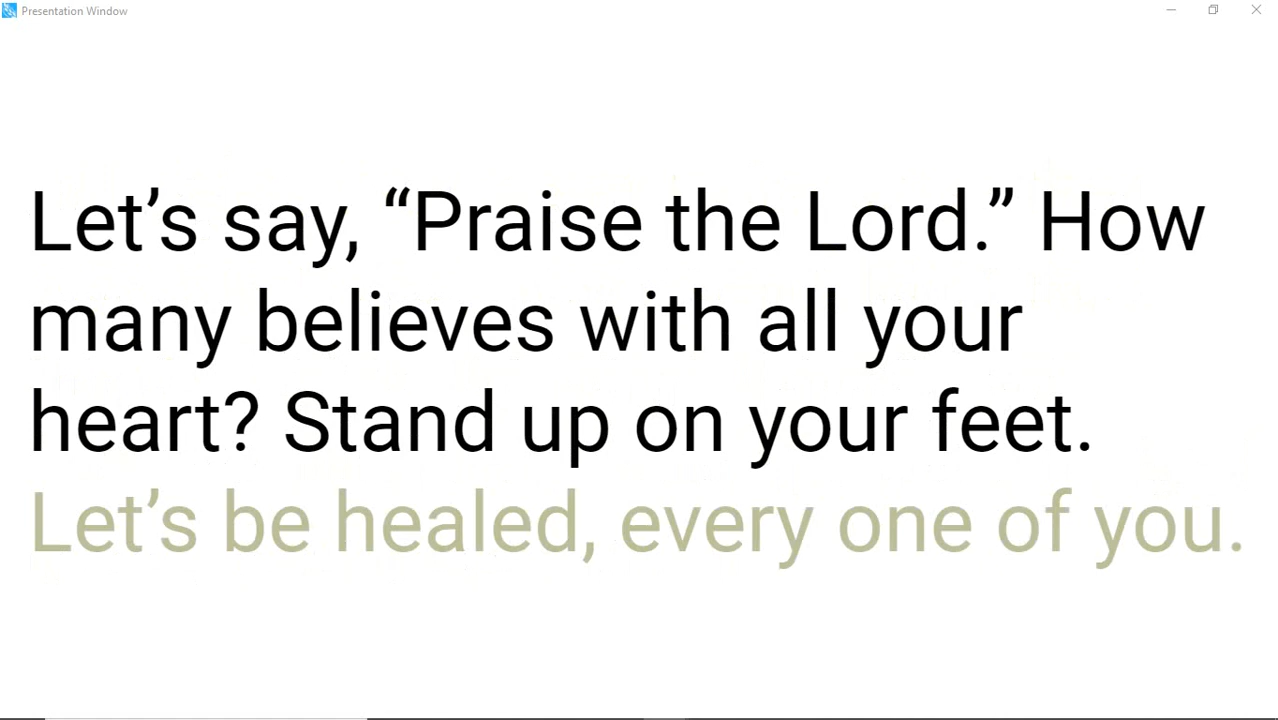 Presentation Window
Let’s say, “Praise the Lord.” How
many believes with all your
heart? Stand up on your feet.
Let’s be healed, every one of you.